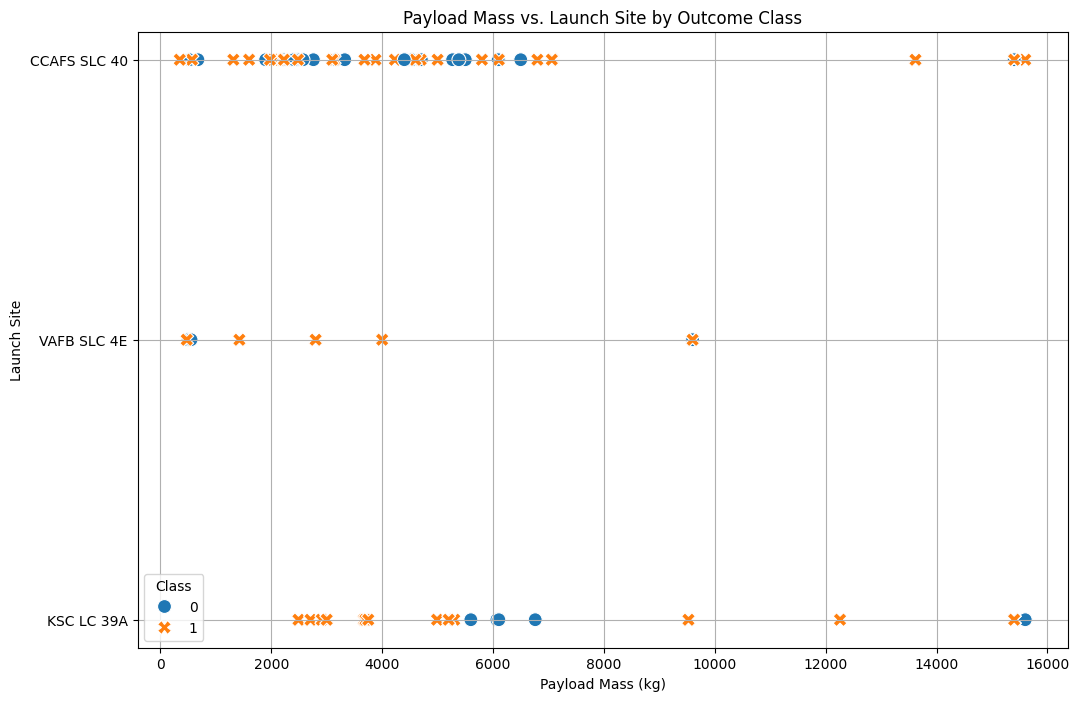 Payload Mass vs. Launch Site by Outcome Class
CCAFS SLC 40
VAFB SLC 4E
KSC LC 39A
Launch Site
Class
0
1
0 2000 4000 6000 8000 10000 12000 14000 16000
Payload Mass (kg)